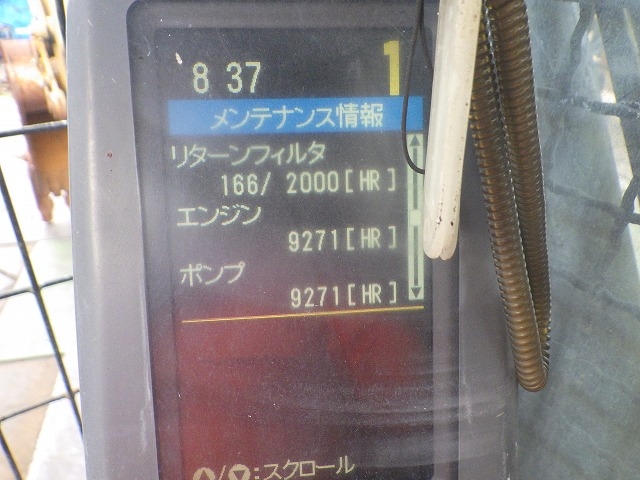 8 37 1
メンテナンス情報
リターンフィルタ
166/ 2000[HR]
エンジン
9271[HR]
ポンプ
9271[HR]
/ :スクロール